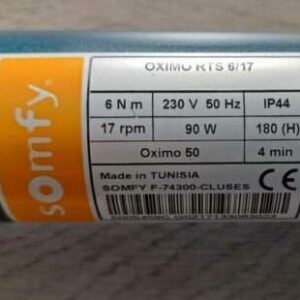 somfy
OXIMO RTS 6/17
6 N m 230 V 50 Hz IP44
17 rpm 90 W 180 (H)
Oximo 50 4 min
Made in TUNISIA
SOMFY F-74300-CLUSES CE